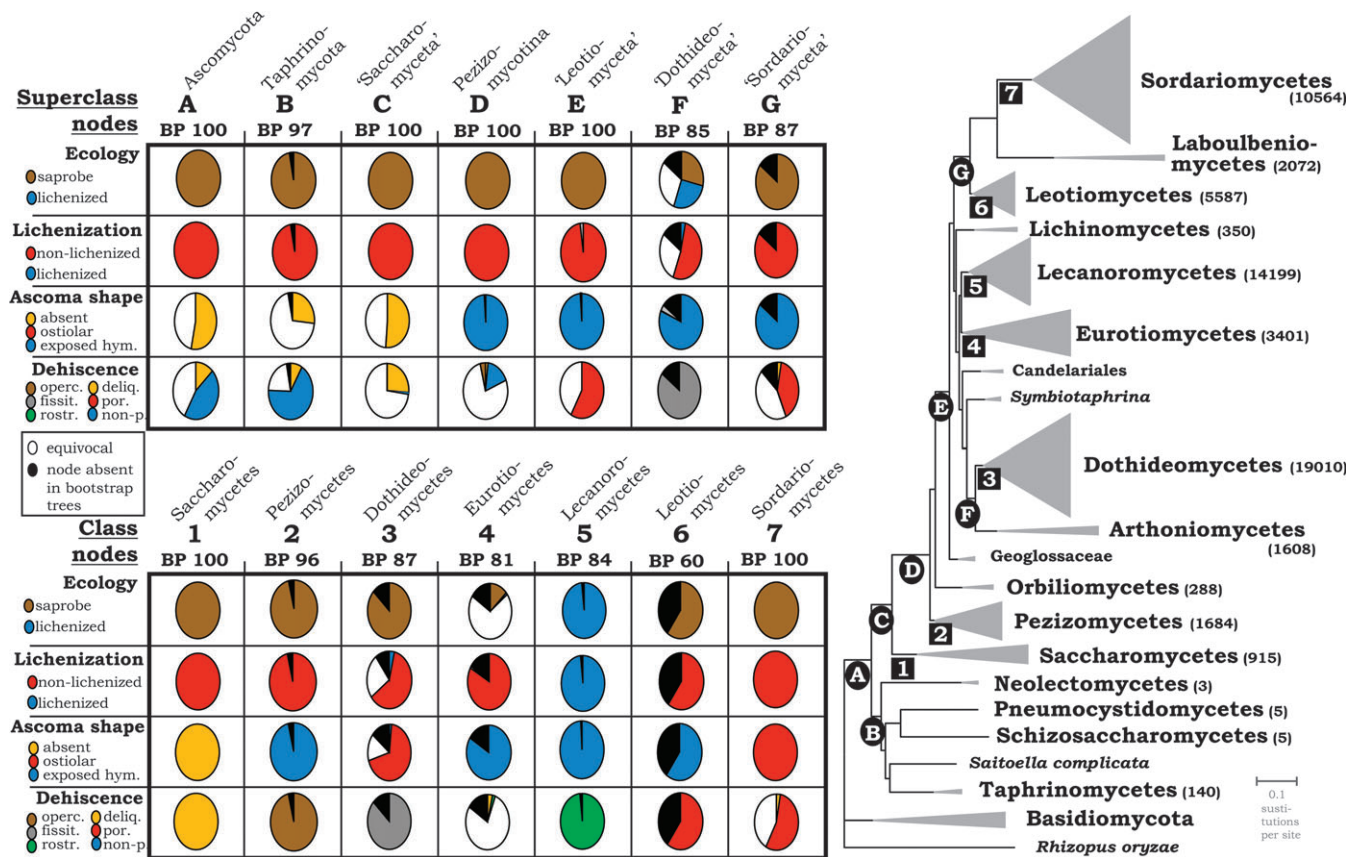 Superclass
nodes
Ascomycota
Taphrino-
mycota
'Saccharo-
myceta'
Pezizo-
mycotina
'Leotio-
myceta'
'Dothideo-
myceta'
'Sordario-
myceta'
A B C D E F G
BP 100 BP 97 BP 100 BP 100 BP 100 BP 85 BP 87
Ecology
saprobe
lichenized
Lichenization
non-lichenized
lichenized
Ascoma shape
absent
ostiolar
exposed hym.
Dehiscence
operc. deliq.
fissit. por.
rostr. non-p.
equivocal
node absent
in bootstrap
trees
Class
nodes
Saccharo-
mycetes
Pezizo-
mycetes
Dothideo-
mycetes
Eurotio-
mycetes
Lecanoro-
mycetes
Leotio-
mycetes
Sordario-
mycetes
1 2 3 4 5 6 7
BP 100 BP 96 BP 87 BP 81 BP 84 BP 60 BP 100
Ecology
saprobe
lichenized
Lichenization
non-lichenized
lichenized
Ascoma shape
absent
ostiolar
exposed hym.
Dehiscence
operc. deliq.
fissit. por.
rostr. non-p.
7
Sordariomycetes
(10564)
Laboulbenio-
mycetes (2072)
G
6
Leotiomycetes (5587)
Lichinomycetes (350)
5
Lecanoromycetes (14199)
4
Eurotiomycetes (3401)
Candelariales
E
Symbiotaphrina
3
Dothideomycetes (19010)
F
Arthoniomycetes
(1608)
Geoglossaceae
D
Orbiliomycetes (288)
C
2
Pezizomycetes (1684)
1
Saccharomycetes (915)
A
Neolectomycetes (3)
Pneumocystidomycetes (5)
B
Schizosaccharomycetes (5)
Saitoella complicata
Taphrinomycetes (140)
Basidiomycota
Rhizopus oryzae
0.1
susti-
tutions
per site